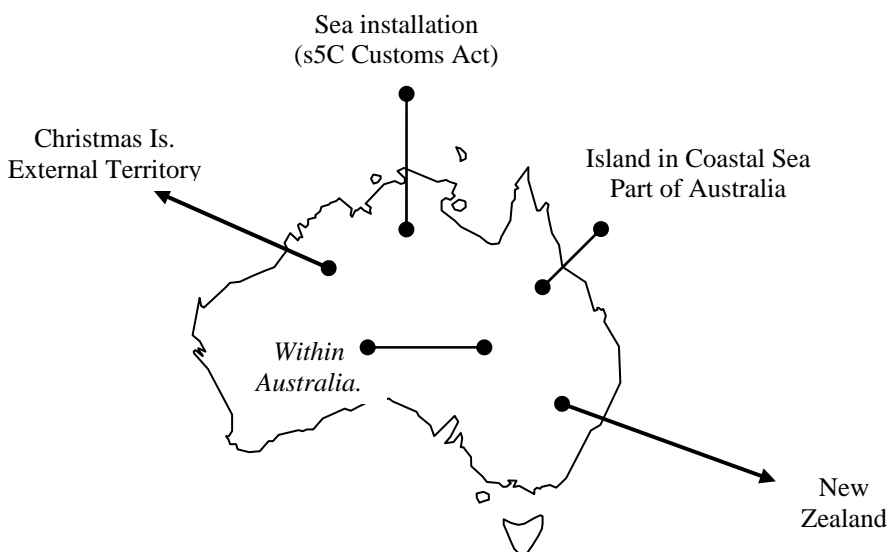 Sea installation
(s5C Customs Act)
Christmas Is.
External Territory
Island in Coastal Sea
Part of Australia
Within
Australia.
New
Zealand